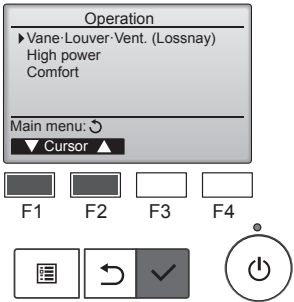 Operation
Vane·Louver·Vent. (Lossnay)
High power
Comfort
Main menu:
Cursor
F1 F2 F3 F4